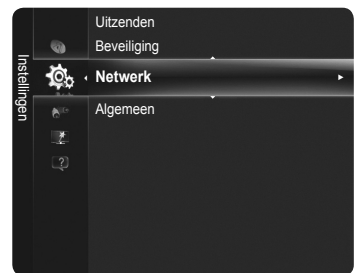 Instellingen
Uitzenden
Beveiliging
Netwerk
Algemeen